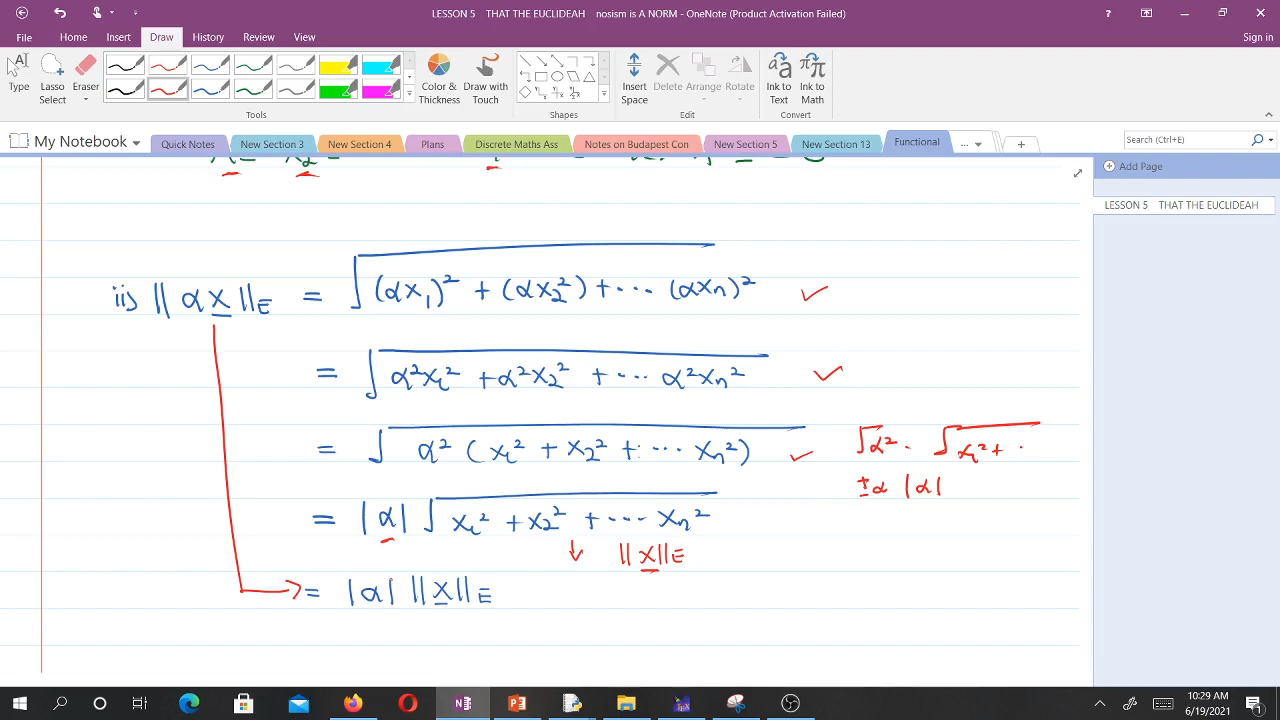 LESSON 5 THAT THE EUCLIDEAH nosism is A NORM - OneNote (Product Activation Failed)
Sign in
File Home Insert Draw History Review View
Type Lasso Select Eraser Color & Thickness Draw with Touch Insert Space Delete Arrange Rotate Ink to Text Ink to Math
Tools Shapes Edit Convert
My Notebook Quick Notes New Section 3 New Section 4 Plans Discrete Maths Ass Notes on Budapest Con New Section 5 New Section 13 Functional ... Search (Ctrl+E)
Add Page
LESSON 5 THAT THE EUCLIDEAH
iis ‖αx‖E = √(αx₁)² + (αx₂²) + ... (αxn)² ✓
= √α²x₁² + α²x₂² + ... α²xn² ✓
= √α² (x₁² + x₂² + ... xn²) ✓ √α² · √x₁² + ·
±α |α|
= |α| √x₁² + x₂² + ... xn²
↓ ‖x‖E
= |α| ‖x‖E
10:29 AM
6/19/2021